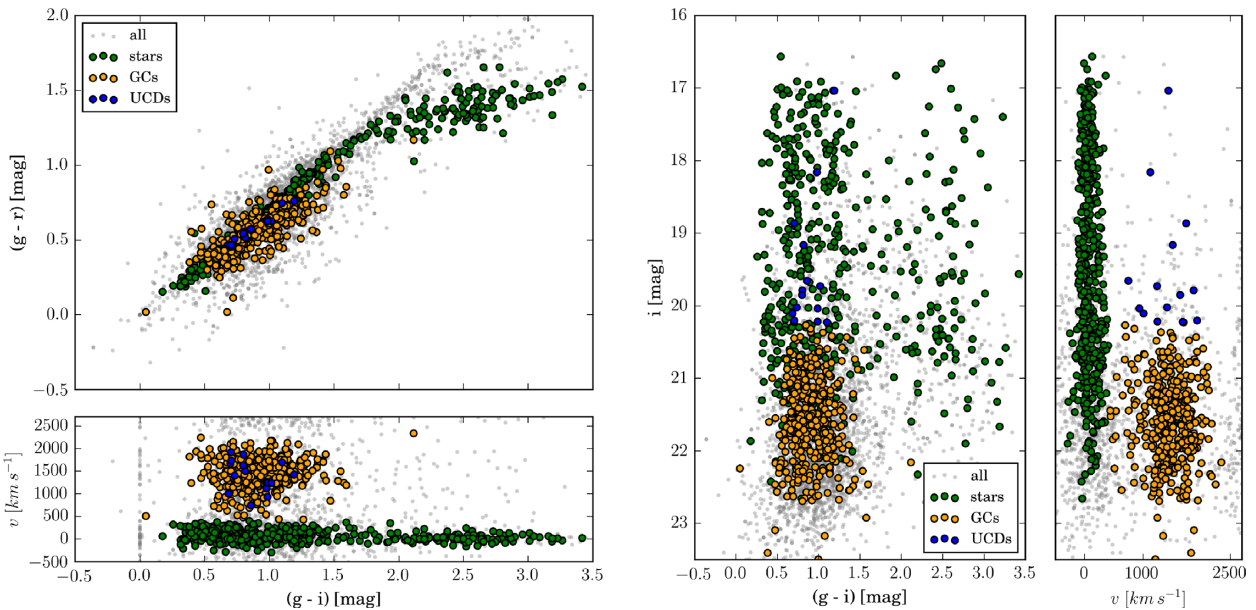 2.0
1.5
1.0
0.5
0.0
−0.5
(g - r) [mag]
all
stars
GCs
UCDs
2500
2000
1500
1000
500
0
−500
v [km s−1]
−0.5 0.0 0.5 1.0 1.5 2.0 2.5 3.0 3.5
(g - i) [mag]
16
17
18
19
20
21
22
23
i [mag]
all
stars
GCs
UCDs
−0.5 0.0 0.5 1.0 1.5 2.0 2.5 3.0 3.5
(g - i) [mag]
0 1000 2500
v [km s−1]